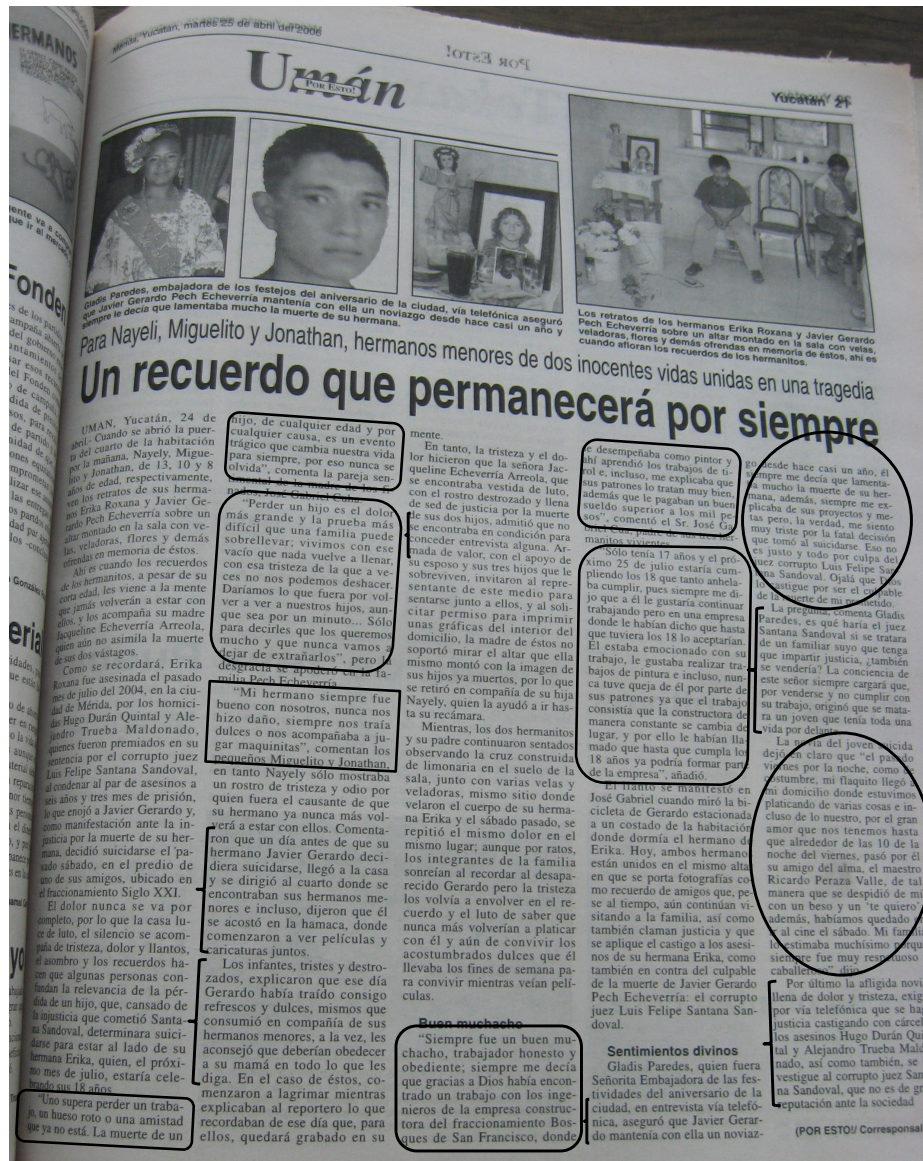 Mérida, Yucatán, martes 25 de abril del 2006
POR ESTO!
Umán
POR ESTO!
Yucatán 21
Gladis Paredes, embajadora de los festejos del aniversario de la ciudad, vía telefónica aseguró
que Javier Gerardo Pech Echeverría mantenía con ella un noviazgo desde hace casi un año y
siempre le decía que lamentaba mucho la muerte de su hermana.
Los retratos de los hermanos Erika Roxana y Javier Gerardo
Pech Echeverría sobre un altar montado en la sala con velas,
veladoras, flores y demás ofrendas en memoria de éstos, ahí es
cuando afloran los recuerdos de los hermanitos.
Para Nayeli, Miguelito y Jonathan, hermanos menores de dos inocentes vidas unidas en una tragedia
Un recuerdo que permanecerá por siempre
UMAN, Yucatán, 24 de
abril.- Cuando se abrió la puer-
ta del cuarto de la habitación
por la mañana, Nayely, Migue-
lito y Jonathan, de 13, 10 y 8
años de edad, respectivamente,
con los retratos de sus herma-
nos Erika Roxana y Javier Ge-
rardo Pech Echeverría sobre un
altar montado en la sala con ve-
las, veladoras, flores y demás
ofrendas en memoria de éstos.
Ahí es cuando los recuerdos
de los hermanitos, a pesar de su
corta edad, les viene a la mente
que jamás volverán a estar con
ellos, y los acompaña su madre
Jacqueline Echeverría Arreola,
quien aún no asimila la muerte
de sus dos vástagos.
Como se recordará, Erika
Roxana fue asesinada el pasado
mes de julio del 2004, en la ciu-
dad de Mérida, por los homici-
das Hugo Durán Quintal y Ale-
jandro Trueba Maldonado,
quienes fueron premiados en su
sentencia por el corrupto juez
Luis Felipe Santana Sandoval,
al condenar al par de asesinos a
seis años y tres mes de prisión,
lo que enojó a Javier Gerardo y,
como manifestación ante la in-
justicia por la muerte de su her-
mana, decidió suicidarse el pa-
sado sábado, en el predio de
uno de sus amigos, ubicado en
el fraccionamiento Siglo XXI.
El dolor nunca se va por
completo, por lo que la casa lu-
ce de luto, el silencio se acom-
paña de tristeza, dolor y llantos,
el asombro y los recuerdos ha-
cen que algunas personas con-
fundan la relevancia de la pér-
dida de un hijo, que, cansado de
la injusticia que cometió Santa-
na Sandoval, determinara suici-
darse para estar al lado de su
hermana Erika, quien, el próxi-
mo mes de julio, estaría cele-
brando sus 18 años.
"Uno supera perder un traba-
jo, un hueso roto o una amistad
que ya no está. La muerte de un
hijo, de cualquier edad y por
cualquier causa, es un evento
trágico que cambia nuestra vida
para siempre, por eso nunca se
olvida", comenta la pareja sen-
"Perder un hijo es el dolor
más grande y la prueba más
difícil que una familia puede
sobrellevar; vivimos con ese
vacío que nada vuelve a llenar,
con esa tristeza de la que a ve-
ces no nos podemos deshacer.
Daríamos lo que fuera por vol-
ver a ver a nuestros hijos, aun-
que sea por un minuto... Sólo
para decirles que los queremos
mucho y que nunca vamos a
dejar de extrañarlos", pero la
desgracia se apoderó en la fa-
milia Pech Echeverría.
"Mi hermano siempre fue
bueno con nosotros, nunca nos
hizo daño, siempre nos traía
dulces o nos acompañaba a ju-
gar maquinitas", comentan los
pequeños Miguelito y Jonathan,
en tanto Nayely sólo mostraba
un rostro de tristeza y odio por
quien fuera el causante de que
su hermano ya nunca más vol-
verá a estar con ellos. Comenta-
ron que un día antes de que su
hermano Javier Gerardo deci-
diera suicidarse, llegó a la casa
y se dirigió al cuarto donde se
encontraban sus hermanos me-
nores e incluso, dijeron que él
se acostó en la hamaca, donde
comenzaron a ver películas y
caricaturas juntos.
Los infantes, tristes y destro-
zados, explicaron que ese día
Gerardo había traído consigo
refrescos y dulces, mismos que
consumió en compañía de sus
hermanos menores, a la vez, les
aconsejó que deberían obedecer
a su mamá en todo lo que les
diga. En el caso de éstos, co-
menzaron a lagrimar mientras
explicaban al reportero lo que
recordaban de ese día que, para
ellos, quedará grabado en su
mente.
En tanto, la tristeza y el do-
lor hicieron que la señora Jac-
queline Echeverría Arreola, que
se encontraba vestida de luto,
con el rostro destrozado y llena
de sed de justicia por la muerte
de sus dos hijos, admitió que no
se encontraba en condición para
conceder entrevista alguna. Ar-
mada de valor, con el apoyo de
su esposo y sus tres hijos que le
sobreviven, invitaron al repre-
sentante de este medio para
sentarse junto a ellos, y al soli-
citar permiso para imprimir
unas gráficas del interior del
domicilio, la madre de éstos no
soportó mirar el altar que ella
mismo montó con la imagen de
sus hijos ya muertos, por lo que
se retiró en compañía de su hija
Nayely, quien la ayudó a ir has-
ta su recámara.
Mientras, los dos hermanitos
y su padre continuaron sentados
observando la cruz construida
de limonaria en el suelo de la
sala, junto con varias velas y
veladoras, mismo sitio donde
velaron el cuerpo de su herma-
na Erika y el sábado pasado, se
repitió el mismo dolor en el
mismo lugar; aunque por ratos,
los integrantes de la familia
sonreían al recordar al desapa-
recido Gerardo pero la tristeza
los volvía a envolver en el re-
cuerdo y el luto de saber que
nunca más volverían a platicar
con él y aún de convivir los
acostumbrados dulces que él
llevaba los fines de semana pa-
ra convivir mientras veían pelí-
culas.
Buen muchacho
"Siempre fue un buen mu-
chacho, trabajador honesto y
obediente; siempre me decía
que gracias a Dios había encon-
trado un trabajo con los inge-
nieros de la empresa construc-
tora del fraccionamiento Bos-
ques de San Francisco, donde
se desempeñaba como pintor y
ahí aprendió los trabajos de ti-
rol e, incluso, me explicaba que
sus patrones lo tratan muy bien,
además que le pagaban un buen
sueldo superior a los mil pe-
sos", comentó el Sr. José Ga-
padre de sus tres her-
manitos vivientes.
"Sólo tenía 17 años y el pró-
ximo 25 julio estaría cum-
pliendo los 18 que tanto anhela-
ba cumplir, pues siempre me di-
jo que a él le gustaría continuar
trabajando pero en una empresa
donde le habían dicho que hasta
que tuviera los 18 lo aceptarían.
El estaba emocionado con su
trabajo, le gustaba realizar tra-
bajos de pintura e incluso, nun-
ca tuve queja de él por parte de
sus patrones ya que el trabajo
consistía que la constructora de
manera constante se cambia de
lugar, y por ello le habían lla-
mado que hasta que cumpla los
18 años ya podría formar parte
de la empresa", añadió.
El llanto se manifestó en
José Gabriel cuando miró la bi-
cicleta de Gerardo estacionada
a un costado de la habitación
donde dormía el hermano de
Erika. Hoy, ambos hermanos
están unidos en el mismo altar
en que se porta fotografías co-
mo recuerdo de amigos que, pe-
se al tiempo, aún continúan vi-
sitando a la familia, así como
también claman justicia y que
se aplique el castigo a los asesi-
nos de su hermana Erika, como
también en contra del culpable
de la muerte de Javier Gerardo
Pech Echeverría: el corrupto
juez Luis Felipe Santana San-
doval.
Sentimientos divinos
Gladis Paredes, quien fuera
Señorita Embajadora de las fes-
tividades del aniversario de la
ciudad, en entrevista vía telefó-
nica, aseguró que Javier Gerar-
do mantenía con ella un noviaz-
go desde hace casi un año, él
siempre me decía que lamenta-
ba mucho la muerte de su her-
mana, además, siempre me ex-
plicaba de sus proyectos y me-
tas pero, la verdad, me siento
muy triste por la fatal decisión
que tomó al suicidarse. Eso no
es justo y todo por culpa del
juez corrupto Luis Felipe San-
tana Sandoval. Ojalá que Dios
lo castigue por ser el culpable
de la muerte de mi prometido.
La pregunta, comenta Gladis
Paredes, es qué haría el juez
Santana Sandoval si se tratara
de un familiar suyo que tenga
que impartir justicia, ¿también
se vendería? La conciencia de
este señor siempre cargará que,
por venderse y no cumplir con
su trabajo, originó que se mata-
ra un joven que tenía toda una
vida por delante.
La novia del joven suicida
dejó en claro que "el pasado
viernes por la noche, como de
costumbre, mi flaquito llegó a
mi domicilio donde estuvimos
platicando de varias cosas e in-
cluso de lo nuestro, por el gran
amor que nos tenemos hasta
que alrededor de las 10 de la
noche del viernes, pasó por él
su amigo del alma, el maestro
Ricardo Peraza Valle, de tal
manera que se despidió de mí
con un beso y un 'te quiero'
además, habíamos quedado
ir al cine el sábado. Mi familia
lo estimaba muchísimo porque
siempre fue muy respetuoso
caballeroso", dijo.
Por último la afligida novia
llena de dolor y tristeza, exig
por vía telefónica que se hag
justicia castigando con cárcel
los asesinos Hugo Durán Quin-
tal y Alejandro Trueba Maldo-
nado, así como también, se
vestigue al corrupto juez San-
na Sandoval, que no es de gr
reputación ante la sociedad.
(POR ESTO!/ Corresponsal